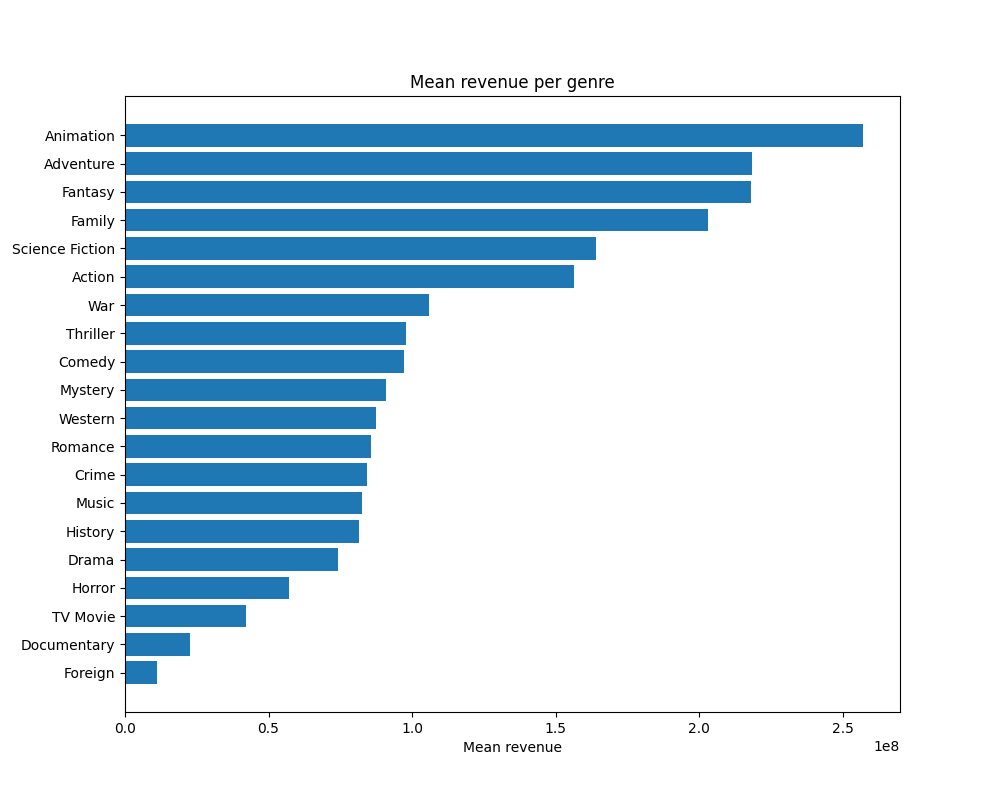 Mean revenue per genre
Animation
Adventure
Fantasy
Family
Science Fiction
Action
War
Thriller
Comedy
Mystery
Western
Romance
Crime
Music
History
Drama
Horror
TV Movie
Documentary
Foreign
0.0 0.5 1.0 1.5 2.0 2.5
Mean revenue
1e8